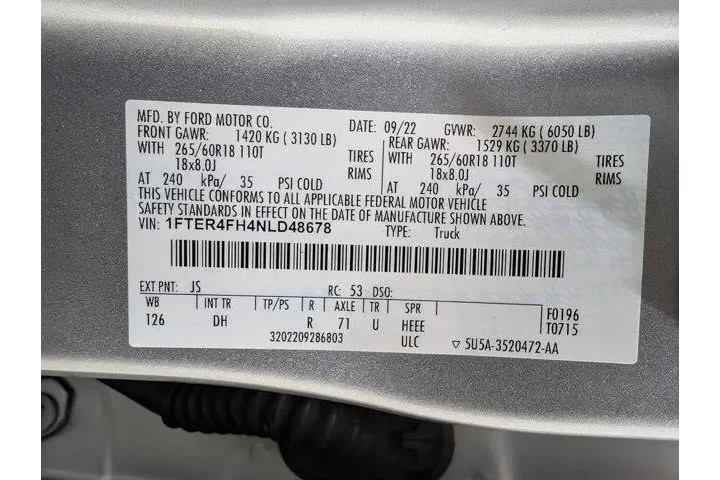 MFD. BY FORD MOTOR CO. DATE: 09/22 GVWR: 2744 KG ( 6050 LB)
FRONT GAWR: 1420 KG ( 3130 LB) REAR GAWR: 1529 KG ( 3370 LB)
WITH 265/60R18 110T TIRES WITH 265/60R18 110T TIRES
18x8.0J RIMS 18x8.0J RIMS
AT 240 kPa/ 35 PSI COLD AT 240 kPa/ 35 PSI COLD
THIS VEHICLE CONFORMS TO ALL APPLICABLE FEDERAL MOTOR VEHICLE
SAFETY STANDARDS IN EFFECT ON THE DATE OF MANUFACTURE SHOWN ABOVE.
VIN: 1FTER4FH4NLD48678 TYPE: Truck
EXT PNT: JS RC: 53 DSO:
WB INT TR TP/PS R AXLE TR SPR F0196
126 DH R 71 U HEEE T0715
3202209286803 ULC ▽ 5U5A-3520472-AA